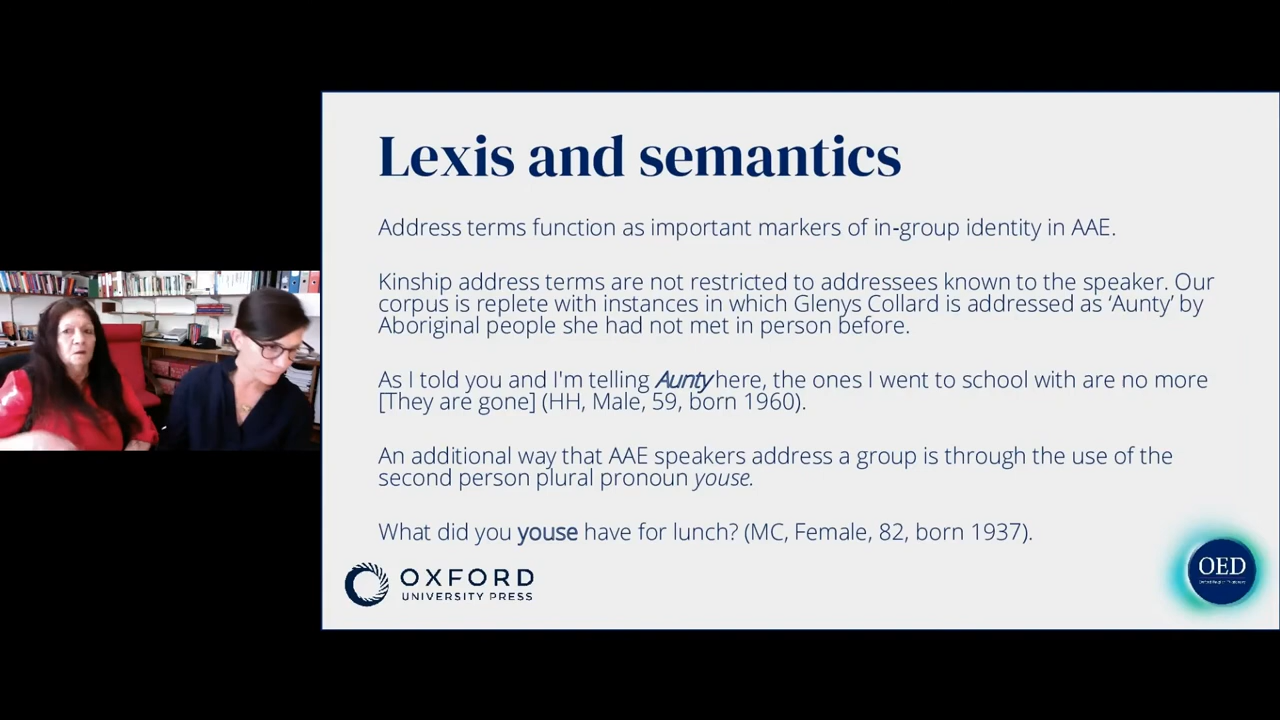 Lexis and semantics
Address terms function as important markers of in-group identity in AAE.
Kinship address terms are not restricted to addressees known to the speaker. Our
corpus is replete with instances in which Glenys Collard is addressed as ‘Aunty’ by
Aboriginal people she had not met in person before.
As I told you and I'm telling Aunty here, the ones I went to school with are no more
[They are gone] (HH, Male, 59, born 1960).
An additional way that AAE speakers address a group is through the use of the
second person plural pronoun youse.
What did you youse have for lunch? (MC, Female, 82, born 1937).
OXFORD
UNIVERSITY PRESS
OED